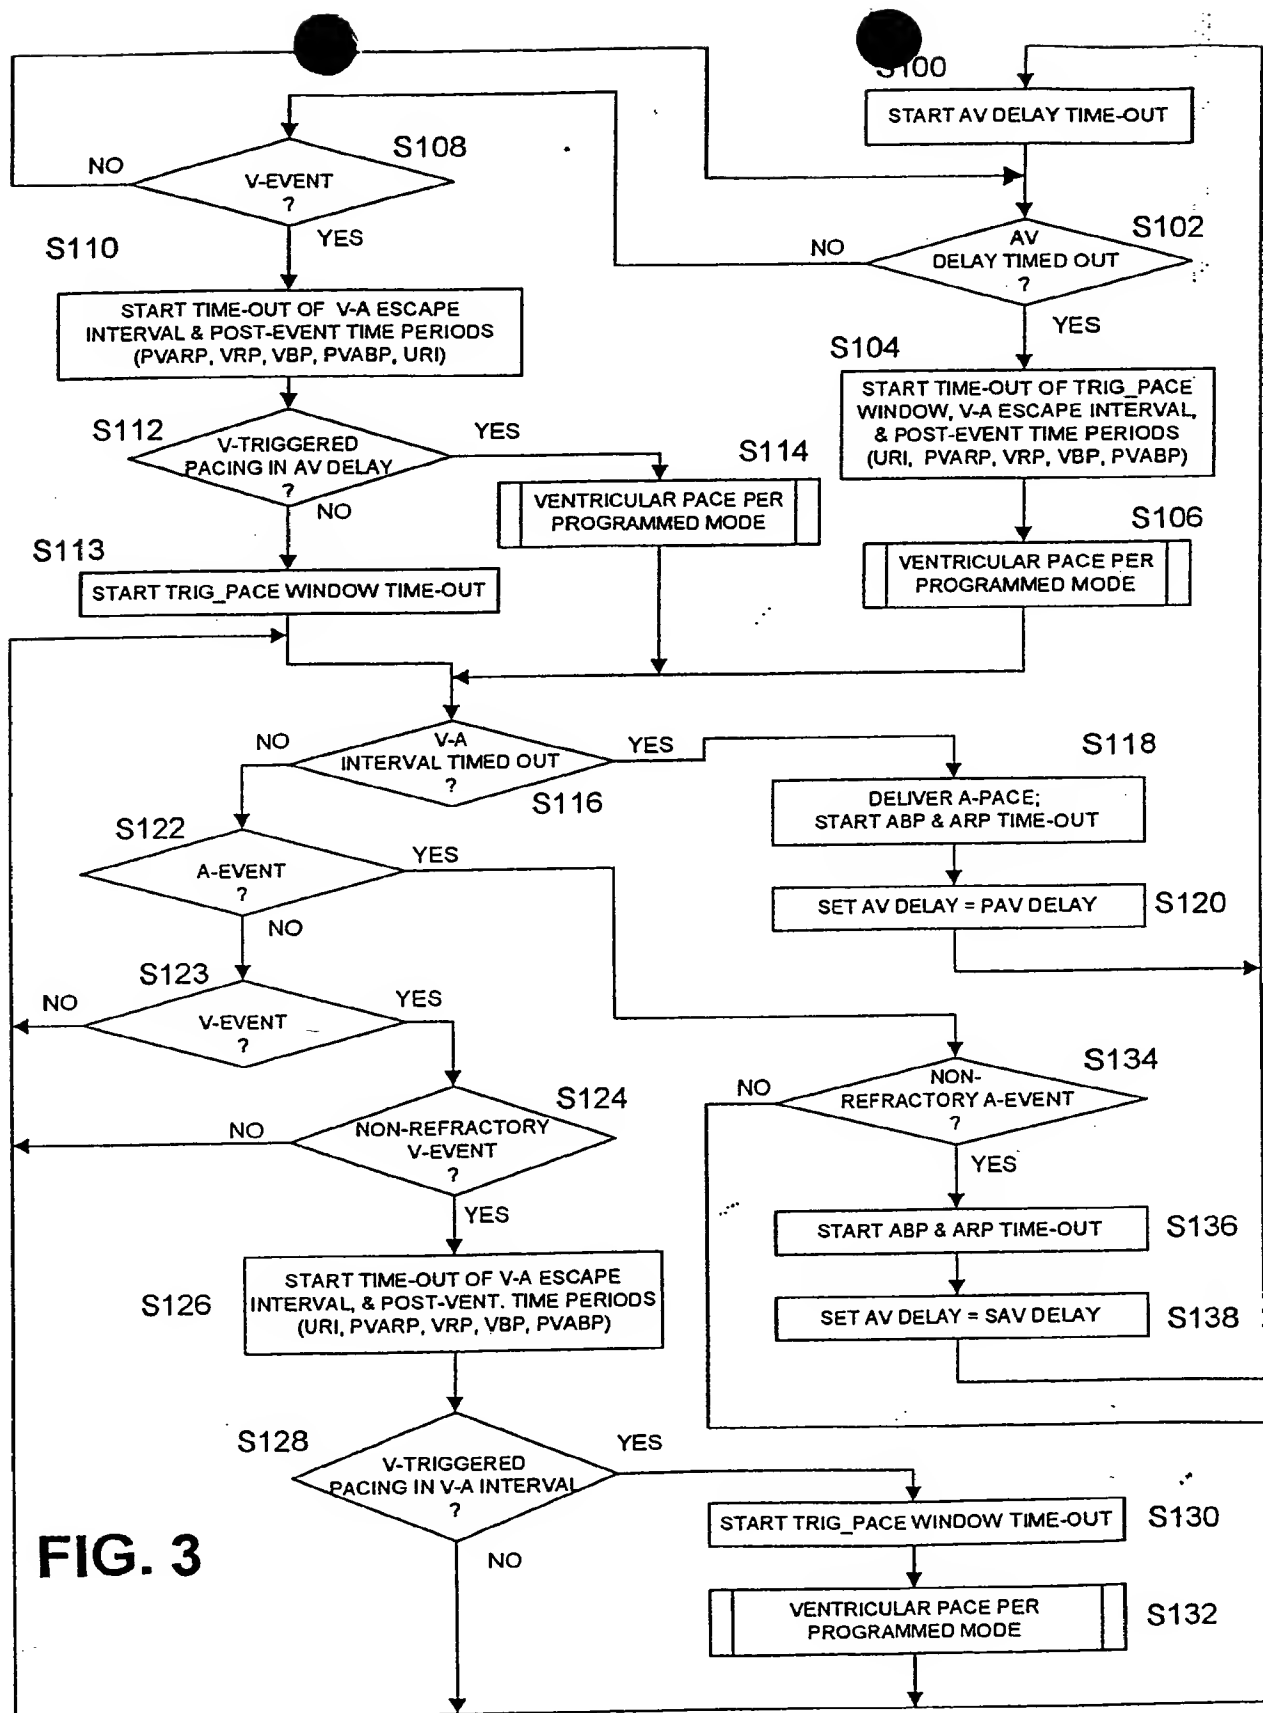 S100
START AV DELAY TIME-OUT
S108
NO
V-EVENT
?
YES
S102
NO
AV
DELAY TIMED OUT
?
YES
S110
START TIME-OUT OF V-A ESCAPE
INTERVAL & POST-EVENT TIME PERIODS
(PVARP, VRP, VBP, PVABP, URI)
S104
START TIME-OUT OF TRIG_PACE
WINDOW, V-A ESCAPE INTERVAL,
& POST-EVENT TIME PERIODS
(URI, PVARP, VRP, VBP, PVABP)
S112
V-TRIGGERED
PACING IN AV DELAY
?
YES
NO
S114
VENTRICULAR PACE PER
PROGRAMMED MODE
S106
VENTRICULAR PACE PER
PROGRAMMED MODE
S113
START TRIG_PACE WINDOW TIME-OUT
NO
V-A
INTERVAL TIMED OUT
?
YES
S116
S118
DELIVER A-PACE;
START ABP & ARP TIME-OUT
S122
A-EVENT
?
YES
NO
SET AV DELAY = PAV DELAY
S120
S123
NO
V-EVENT
?
YES
S134
NO
NON-
REFRACTORY A-EVENT
?
YES
S124
NO
NON-REFRACTORY
V-EVENT
?
YES
START ABP & ARP TIME-OUT
S136
S126
START TIME-OUT OF V-A ESCAPE
INTERVAL, & POST-VENT. TIME PERIODS
(URI, PVARP, VRP, VBP, PVABP)
SET AV DELAY = SAV DELAY
S138
S128
V-TRIGGERED
PACING IN V-A INTERVAL
?
YES
NO
START TRIG_PACE WINDOW TIME-OUT
S130
VENTRICULAR PACE PER
PROGRAMMED MODE
S132
FIG. 3